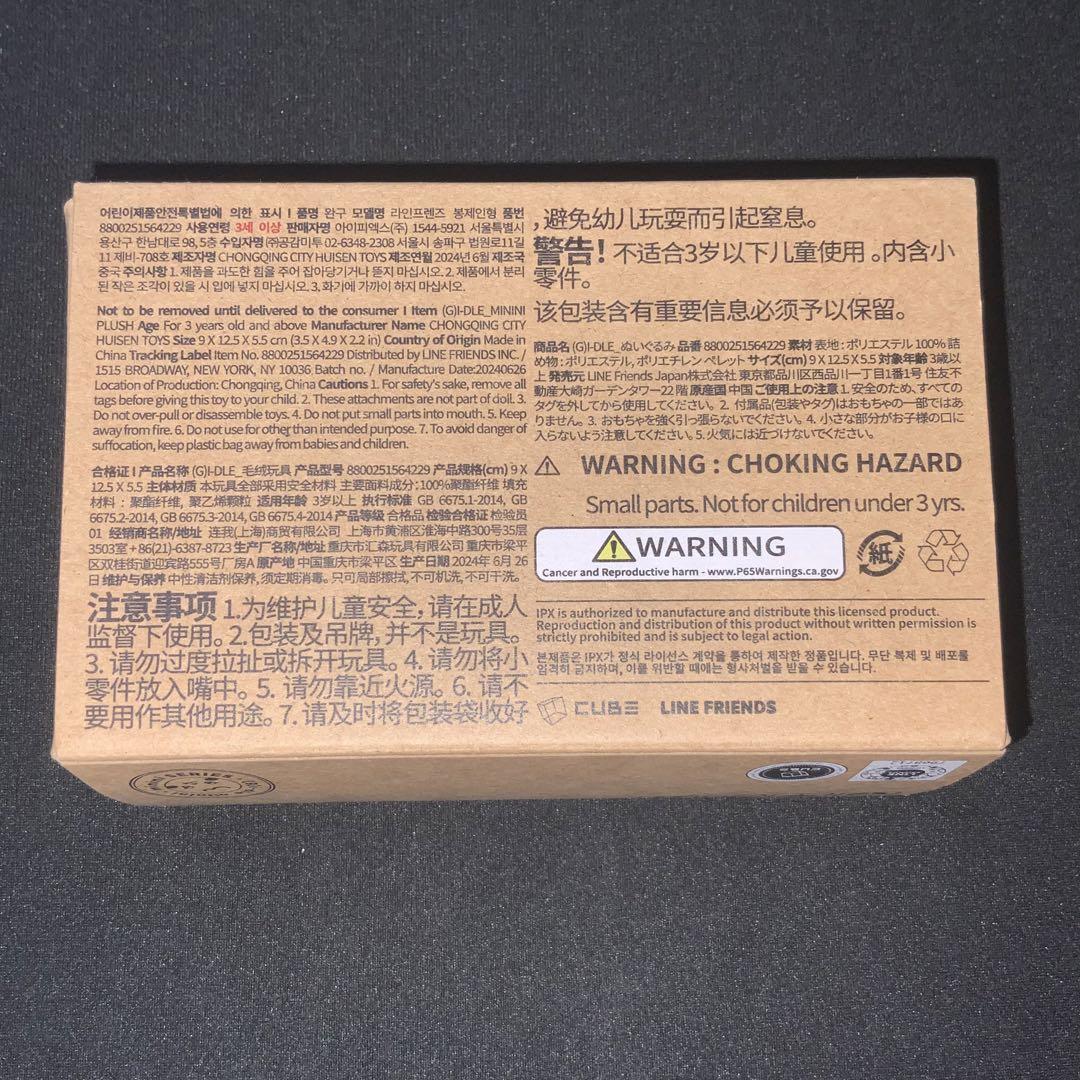 어린이제품안전특별법에 의한 표시 I 품명 완구 모델명 라인프렌즈 봉제인형 품번
8800251564229 사용연령 3세 이상 판매자명 아이피엑스(주) 1544-5921 서울특별시
용산구 한남대로 98, 5층 수입자명 ㈜공감미투 02-6348-2308 서울시 송파구 법원로11길
11 제비-708호 제조자명 CHONGQING CITY HUISEN TOYS 제조연월 2024년 6월 제조국
중국 주의사항 1. 제품을 과도한 힘을 주어 잡아당기거나 뜯지 마십시오. 2. 제품에서 분리
된 작은 조각이 있을 시 입에 넣지 마십시오. 3. 화기에 가까이 하지 마십시오.
Not to be removed until delivered to the consumer I Item (G)I-DLE_MININI
PLUSH Age For 3 years old and above Manufacturer Name CHONGQING CITY
HUISEN TOYS Size 9 X 12.5 X 5.5 cm (3.5 X 4.9 X 2.2 in) Country of Origin Made in
China Tracking Label Item No. 8800251564229 Distributed by LINE FRIENDS INC. /
1515 BROADWAY, NEW YORK, NY 10036 Batch no. / Manufacture Date:20240626
Location of Production: Chongqing, China Cautions 1. For safety's sake, remove all
tags before giving this toy to your child. 2. These attachments are not part of doll. 3.
Do not over-pull or disassemble toys. 4. Do not put small parts into mouth. 5. Keep
away from fire. 6. Do not use for other than intended purpose. 7. To avoid danger of
suffocation, keep plastic bag away from babies and children.
合格证 I 产品名称 (G)I-DLE_毛绒玩具 产品型号 8800251564229 产品规格(cm) 9 X
12.5 X 5.5 主体材质 本玩具全部采用安全材料 主要面料成分：100%聚酯纤维 填充
材料：聚酯纤维, 聚乙烯颗粒 适用年龄 3岁以上 执行标准 GB 6675.1-2014, GB
6675.2-2014, GB 6675.3-2014, GB 6675.4-2014 产品等级 合格品 检验合格证 检验员
01 经销商名称/地址 连我(上海)商贸有限公司 上海市黄浦区淮海中路300号35层
3503室 +86(21)-6387-8723 生产厂名称/地址 重庆市汇森玩具有限公司 重庆市梁平
区双桂街道迎宾路555号厂房A 原产地 中国重庆市梁平区 生产日期 2024年 6月 26
日 维护与保养 中性清洁剂保养, 须定期消毒。只可局部擦拭, 不可机洗, 不可干洗。
注意事项 1.为维护儿童安全, 请在成人
监督下使用。2.包装及吊牌, 并不是玩具。
3. 请勿过度拉扯或拆开玩具。4. 请勿将小
零件放入嘴中。5. 请勿靠近火源。6. 请不
要用作其他用途。7. 请及时将包装袋收好
, 避免幼儿玩耍而引起窒息。
警告! 不适合3岁以下儿童使用 。内含小
零件。
该包装含有重要信息必须予以保留。
商品名 (G)I-DLE_ ぬいぐるみ 品番 8800251564229 素材 表地 : ポリエステル 100% 詰
め物 : ポリエステル, ポリエチレン ペレット サイズ(cm) 9 X 12.5 X 5.5 対象年齢 3歳以
上 発売元 LINE Friends Japan株式会社 東京都品川区西品川一丁目1番1号 住友不
動産大崎ガーデンタワー22 階 原産国 中国 ご使用上の注意 1. 安全のため、すべての
タグを外してから使用してください。2. 付属品(包装やタグ)はおもちゃの一部ではあ
りません。3. おもちゃを強く引っ張らないでください。4. 小さな部分がお子様の口に
入らないよう注意してください。5. 火気には近づけないでください。
WARNING : CHOKING HAZARD
Small parts. Not for children under 3 yrs.
WARNING
Cancer and Reproductive harm - www.P65Warnings.ca.gov
紙
IPX is authorized to manufacture and distribute this licensed product.
Reproduction and distribution of this product without written permission is
strictly prohibited and is subject to legal action.
본제품은 IPX가 정식 라이선스 계약을 통하여 제작한 정품입니다. 무단 복제 및 배포를
엄격히 금지하며, 이를 위반할 때에는 형사처벌을 받을 수 있습니다.
CUBE LINE FRIENDS
SERIES